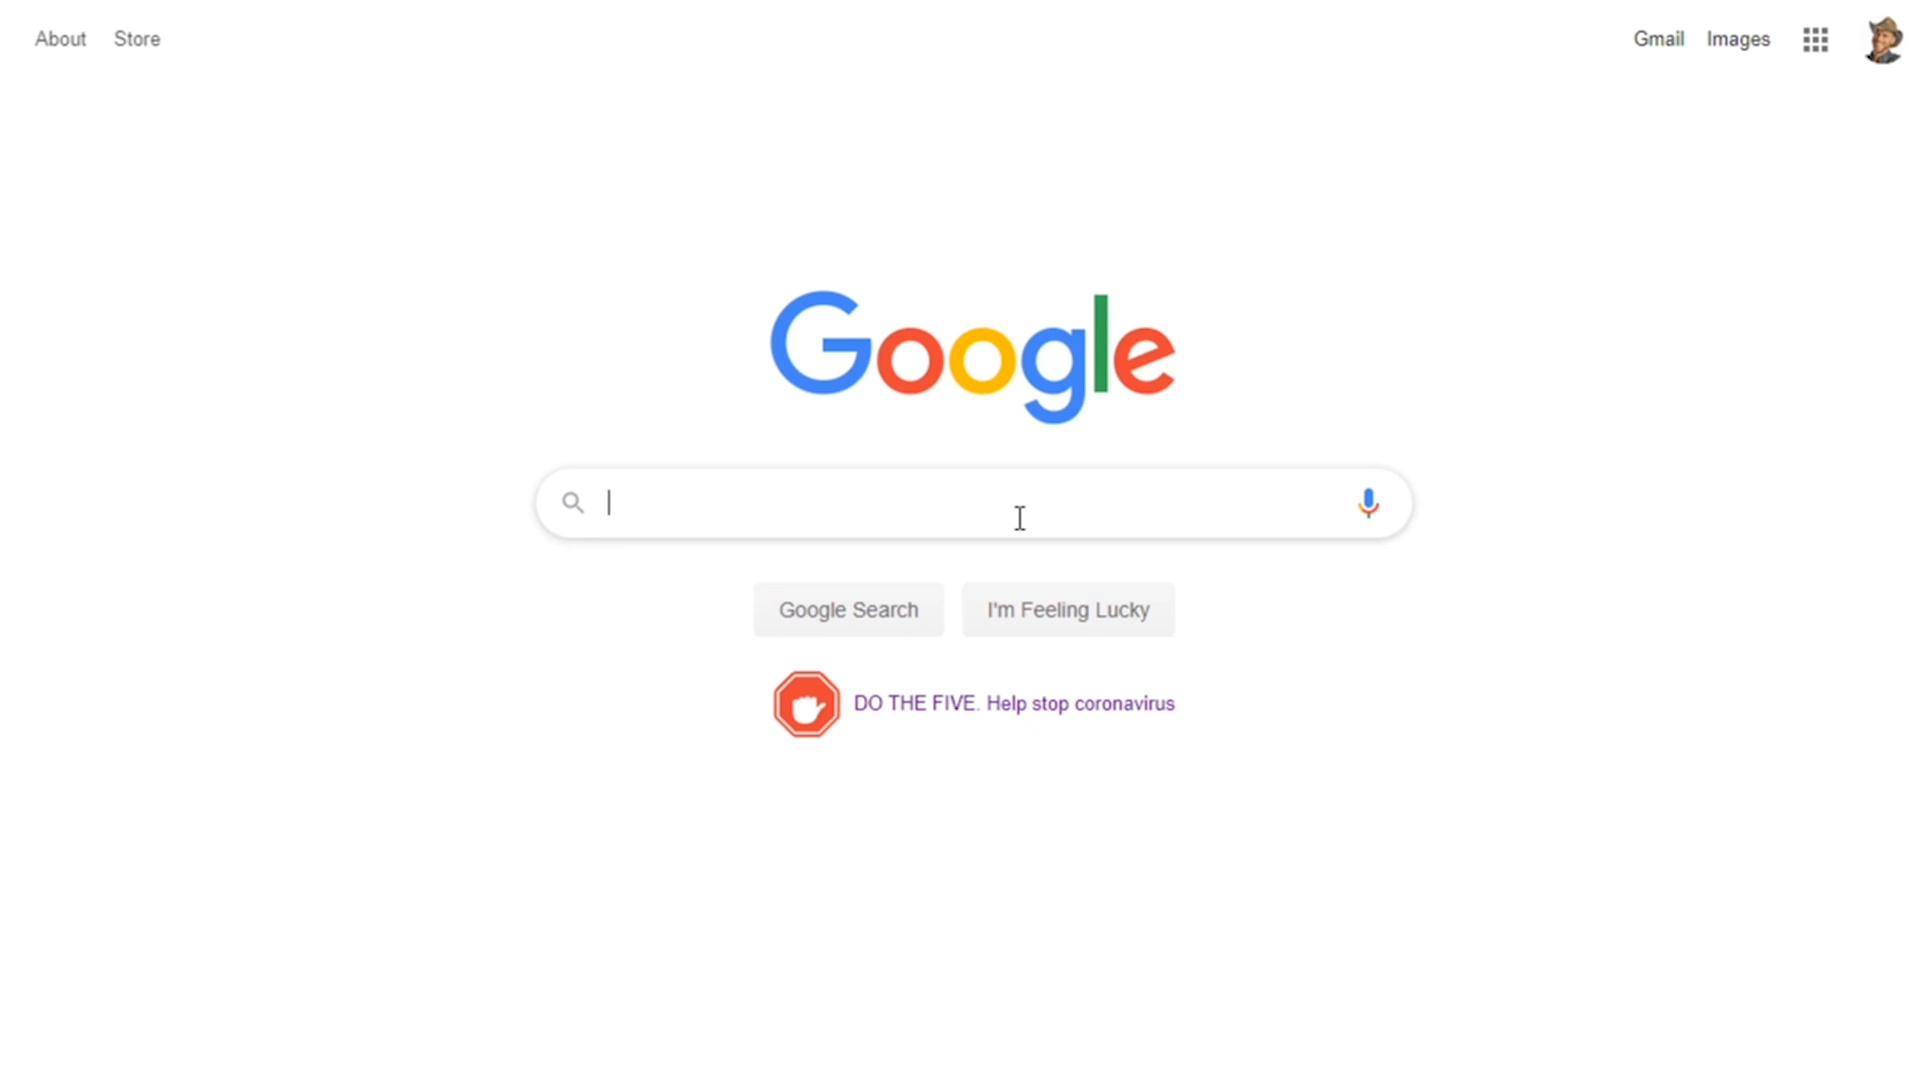 About Store
Gmail Images
Google
Google Search I'm Feeling Lucky
DO THE FIVE. Help stop coronavirus